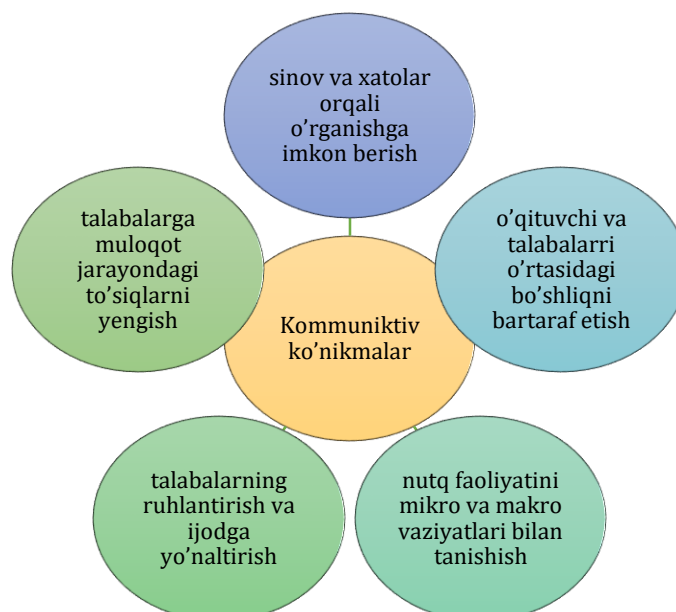 sinov va xatolar
orqali
o’rganishga
imkon berish
talabalarga
muloqot
jarayondagi
to’siqlarni
yengish
o’qituvchi va
talabalarri
o’rtasidagi
bo’shliqni
bartaraf etish
Kommuniktiv
ko’nikmalar
talabalarning
ruhlantirish va
ijodga
yo’naltirish
nutq faoliyatini
mikro va makro
vaziyatlari bilan
tanishish